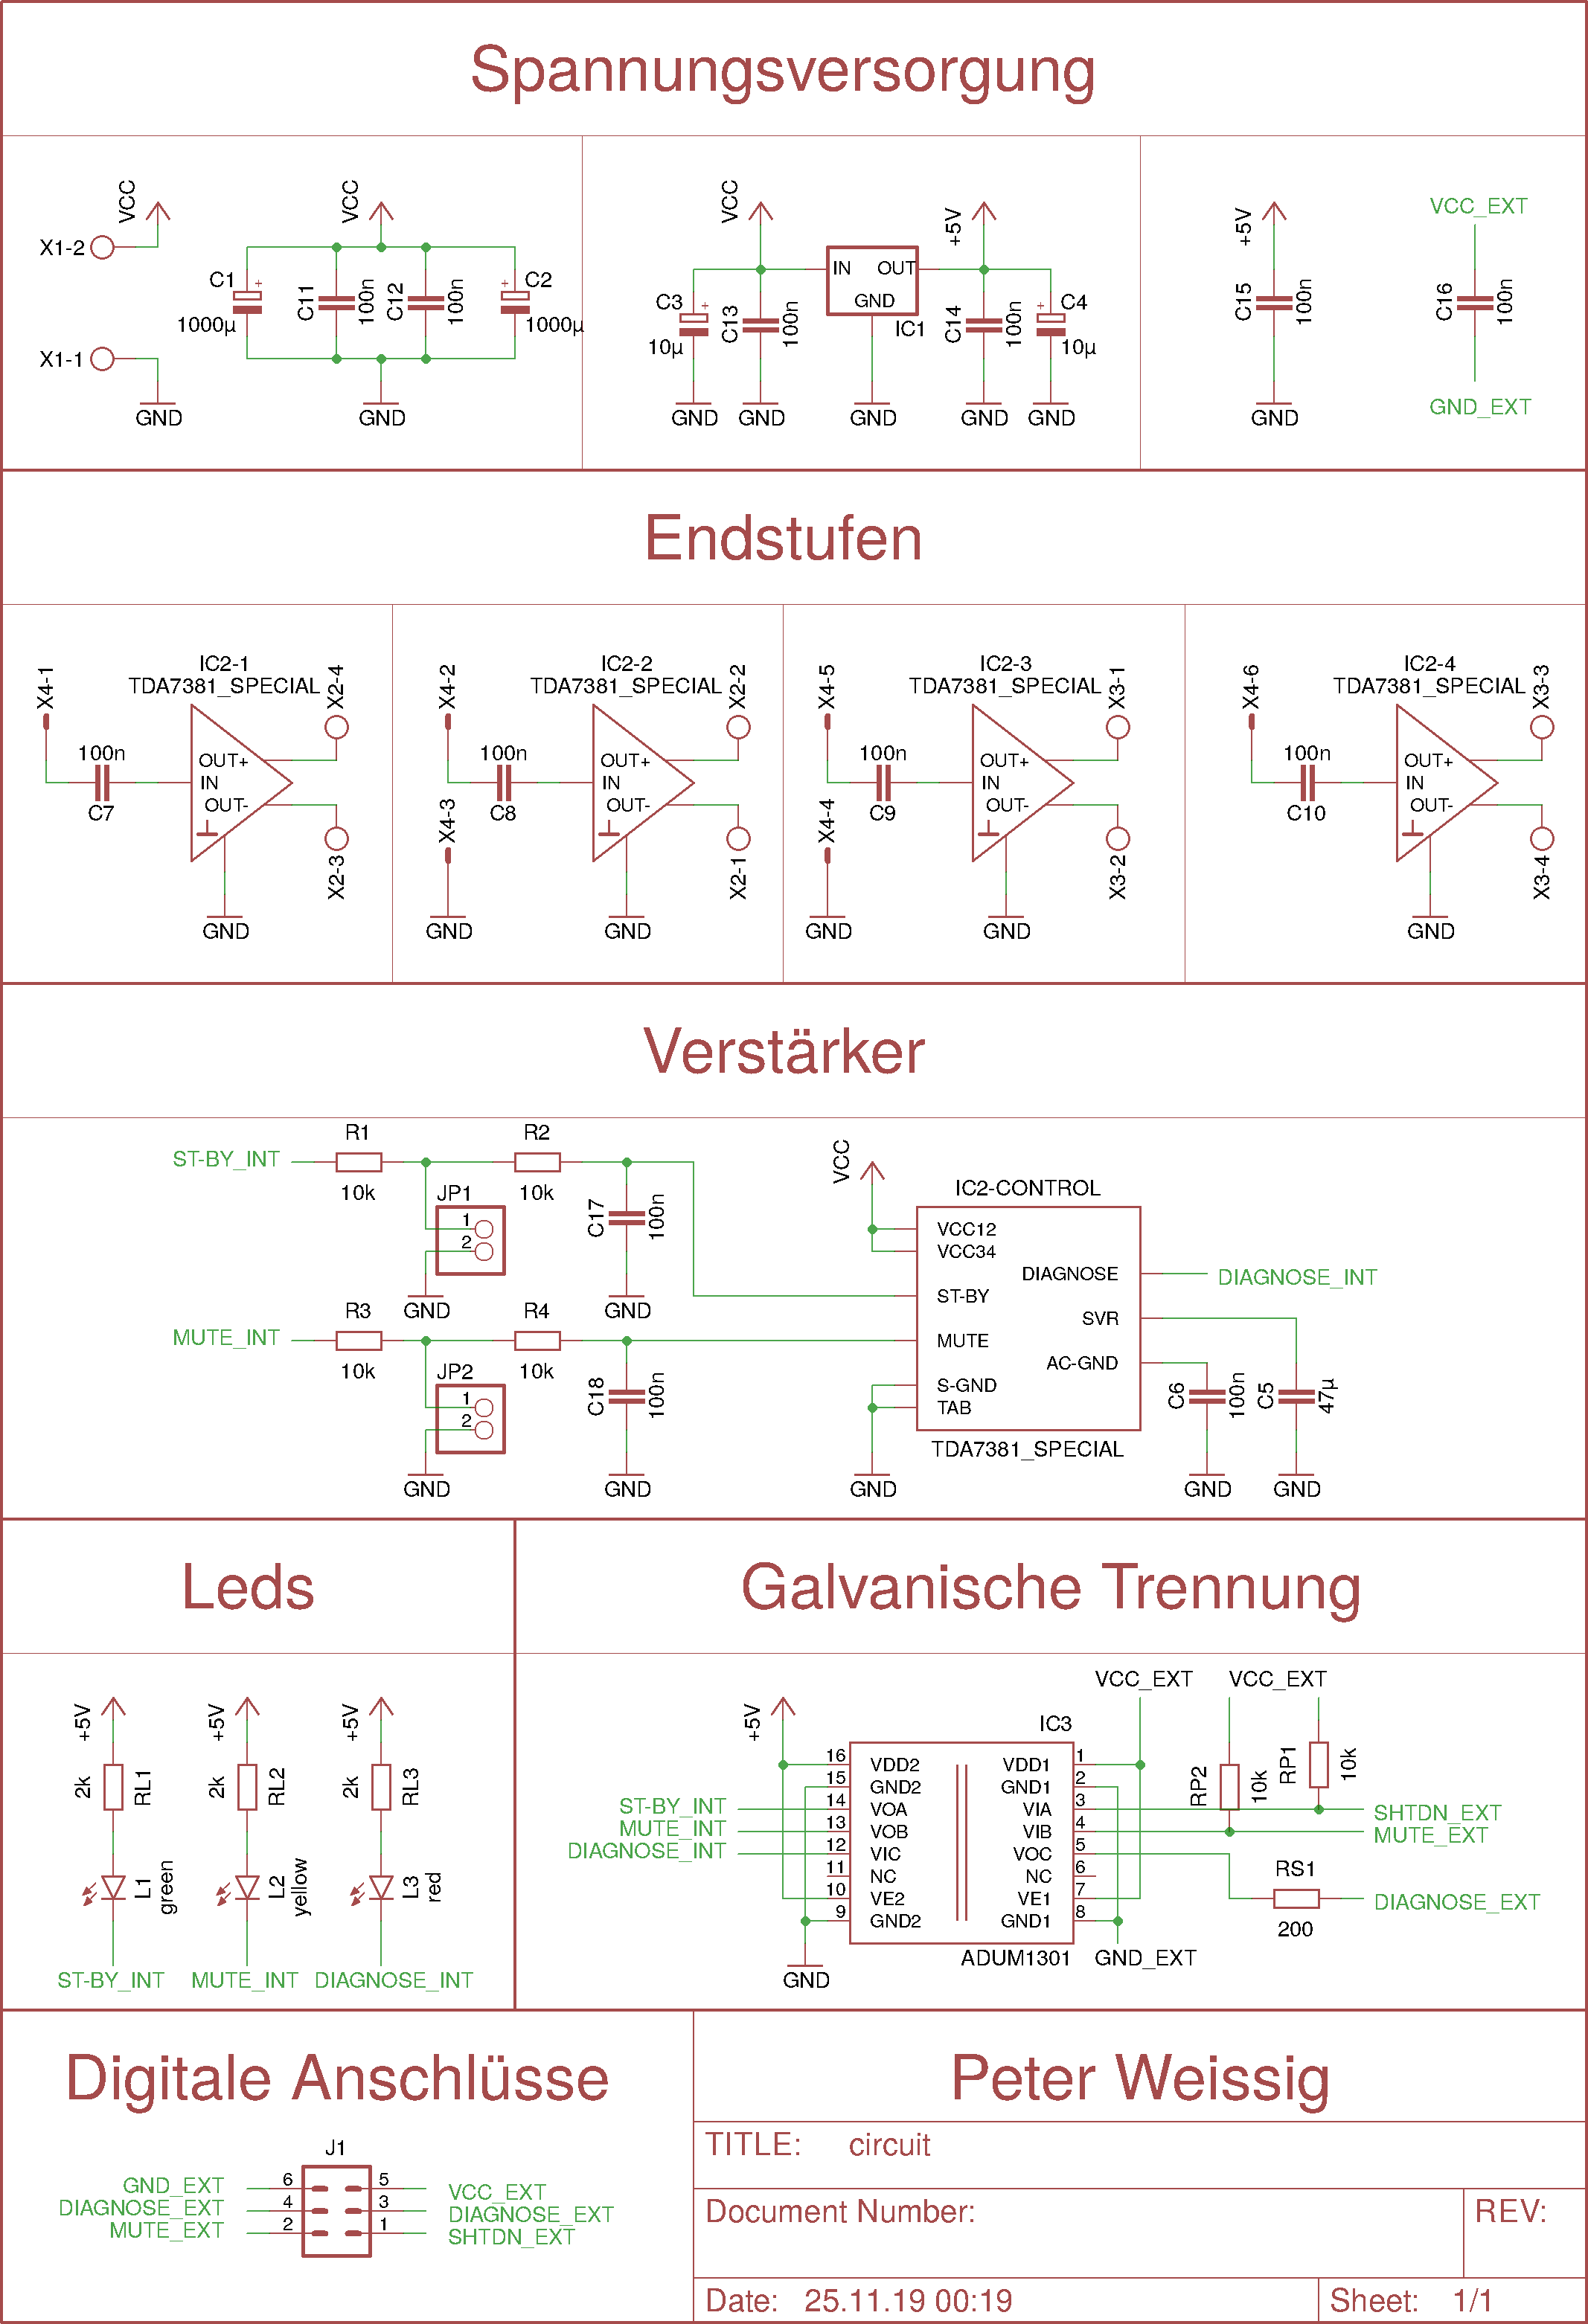 Spannungsversorgung
VCC
VCC
VCC
+5V
+5V
VCC_EXT
X1-2
C1
+
1000µ
C11
100n
C12
100n
+
C2
1000µ
X1-1
GND
GND
C3
+
10µ
C13
100n
IN
OUT
GND
IC1
C14
100n
+
C4
10µ
GND
GND
GND
GND
GND
C15
100n
GND
C16
100n
GND_EXT
Endstufen
X4-1
100n
C7
IC2-1
TDA7381_SPECIAL
OUT+
IN
OUT-
X2-4
X2-3
GND
X4-2
X4-3
100n
C8
IC2-2
TDA7381_SPECIAL
OUT+
IN
OUT-
X2-2
X2-1
GND
GND
X4-5
X4-4
100n
C9
IC2-3
TDA7381_SPECIAL
OUT+
IN
OUT-
X3-1
X3-2
GND
GND
X4-6
100n
C10
IC2-4
TDA7381_SPECIAL
OUT+
IN
OUT-
X3-3
X3-4
GND
Verstärker
ST-BY_INT
R1
10k
JP1
1
2
GND
R2
10k
C17
100n
GND
MUTE_INT
R3
10k
JP2
1
2
GND
R4
10k
C18
100n
GND
VCC
IC2-CONTROL
VCC12
VCC34
ST-BY
MUTE
S-GND
TAB
DIAGNOSE
SVR
AC-GND
TDA7381_SPECIAL
GND
DIAGNOSE_INT
C6
100n
GND
C5
47µ
GND
Leds
+5V
2k
RL1
L1
green
ST-BY_INT
+5V
2k
RL2
L2
yellow
MUTE_INT
+5V
2k
RL3
L3
red
DIAGNOSE_INT
Galvanische Trennung
+5V
ST-BY_INT
MUTE_INT
DIAGNOSE_INT
GND
IC3
16 VDD2 VDD1 1
15 GND2 GND1 2
14 VOA VIA 3
13 VOB VIB 4
12 VIC VOC 5
11 NC NC 6
10 VE2 VE1 7
9 GND2 GND1 8
ADUM1301
GND_EXT
VCC_EXT
VCC_EXT
RP2
10k
RP1
10k
SHTDN_EXT
MUTE_EXT
RS1
200
DIAGNOSE_EXT
Digitale Anschlüsse
J1
GND_EXT 6 5 VCC_EXT
DIAGNOSE_EXT 4 3 DIAGNOSE_EXT
MUTE_EXT 2 1 SHTDN_EXT
Peter Weissig
TITLE: circuit
Document Number:
REV:
Date: 25.11.19 00:19
Sheet: 1/1